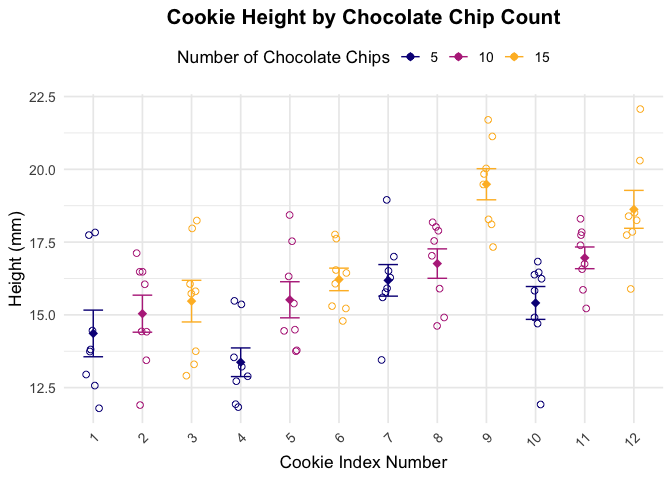 Cookie Height by Chocolate Chip Count
Number of Chocolate Chips 5 10 15
Height (mm)
22.5
20.0
17.5
15.0
12.5
1 2 3 4 5 6 7 8 9 10 11 12
Cookie Index Number